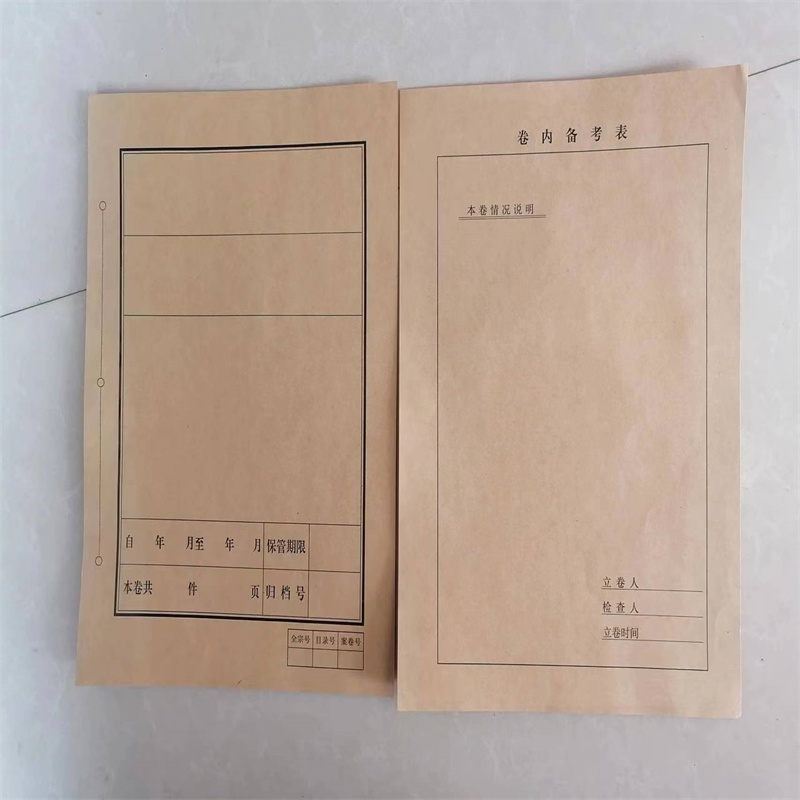 自 年 月至 年 月 保管期限
本卷共 件 页 归档号
全宗号 目录号 案卷号
卷内备考表
本卷情况说明
立卷人
检查人
立卷时间